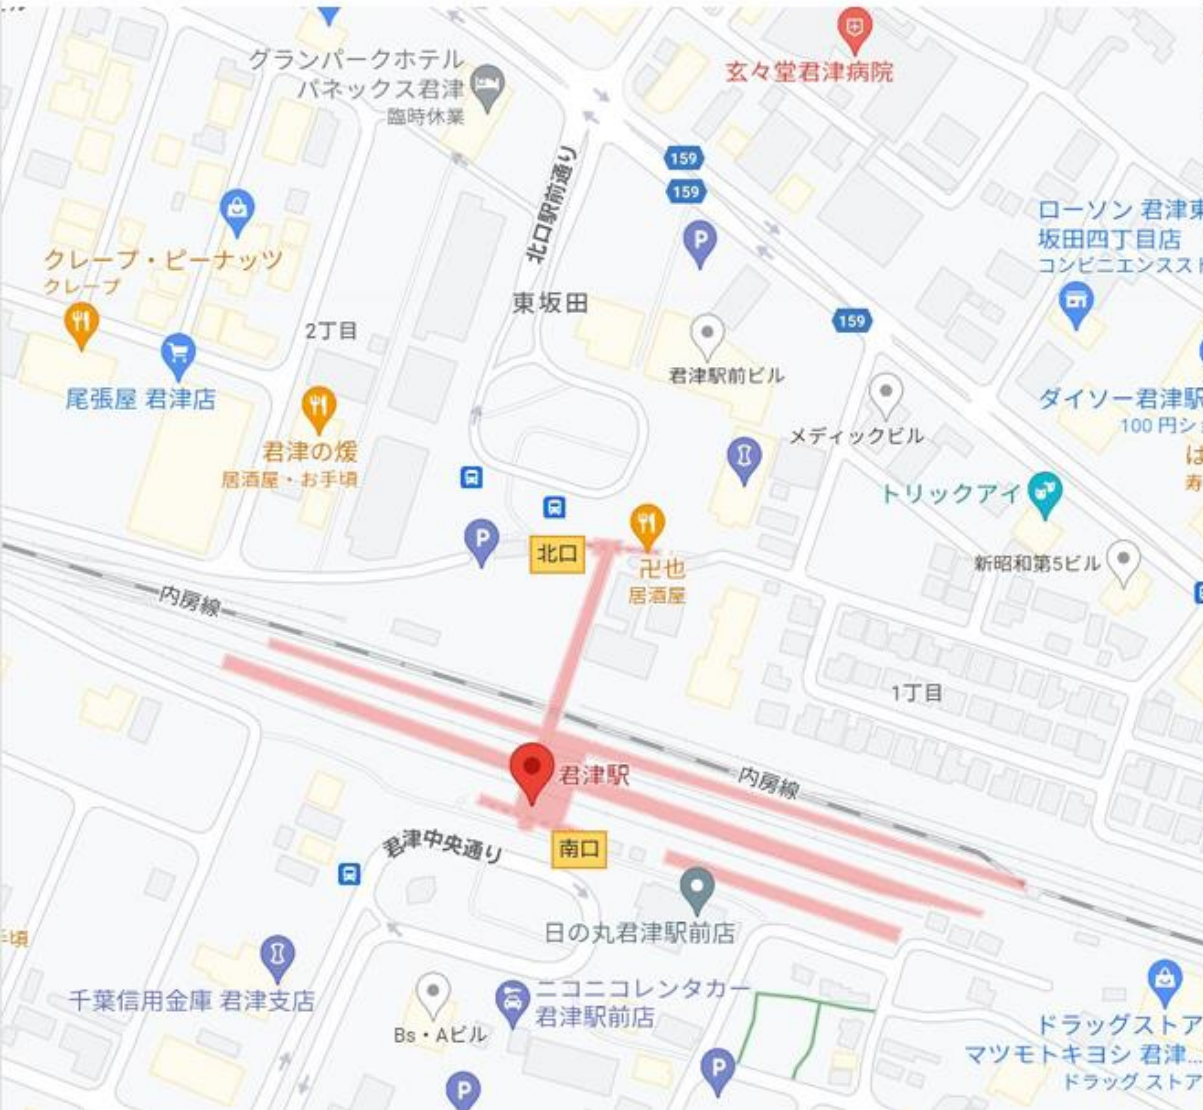 グランパークホテル
パネックス君津
臨時休業
玄々堂君津病院
159
159
北口駅前通り
ローソン 君津東
坂田四丁目店
コンビニエンススト
クレープ・ピーナッツ
クレープ
P
東坂田
2丁目
159
君津駅前ビル
尾張屋 君津店
ダイソー君津駅
100 円シ
メディックビル
君津の煖
居酒屋・お手頃
は
寿
トリックアイ
P
北口
卍也
居酒屋
新昭和第5ビル
内房線
1丁目
君津駅
内房線
君津中央通り
南口
日の丸君津駅前店
手頃
千葉信用金庫 君津支店
ニコニコレンタカー
君津駅前店
Bs・Aビル
ドラッグストア
マツモトキヨシ 君津...
ドラッグ ストア
P
P